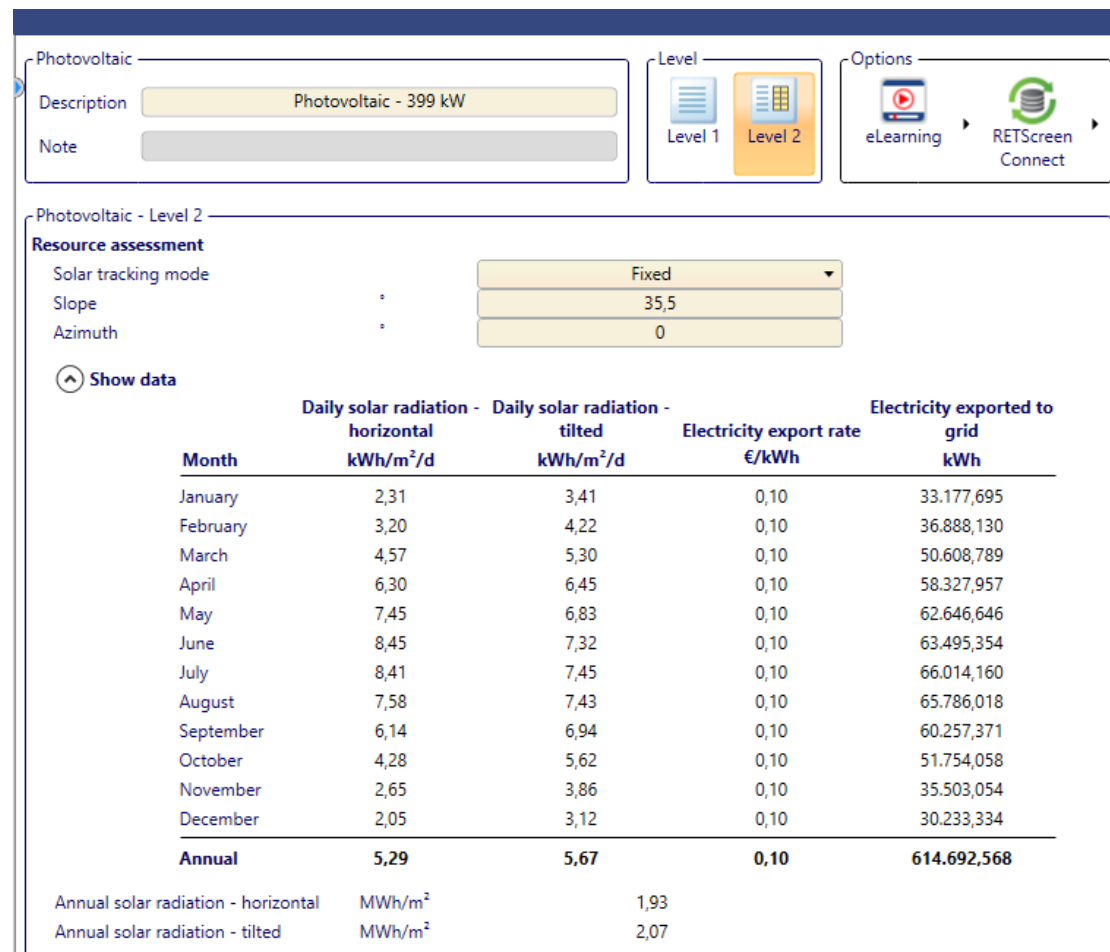 Photovoltaic
Description Photovoltaic - 399 kW
Note
Level
Level 1 Level 2
Options
eLearning RETScreen
Connect
Photovoltaic - Level 2
Resource assessment
Solar tracking mode Fixed
Slope ° 35,5
Azimuth ° 0
Show data
Daily solar radiation - Daily solar radiation - Electricity exported to
horizontal tilted Electricity export rate grid
Month kWh/m²/d kWh/m²/d €/kWh kWh
January 2,31 3,41 0,10 33.177,695
February 3,20 4,22 0,10 36.888,130
March 4,57 5,30 0,10 50.608,789
April 6,30 6,45 0,10 58.327,957
May 7,45 6,83 0,10 62.646,646
June 8,45 7,32 0,10 63.495,354
July 8,41 7,45 0,10 66.014,160
August 7,58 7,43 0,10 65.786,018
September 6,14 6,94 0,10 60.257,371
October 4,28 5,62 0,10 51.754,058
November 2,65 3,86 0,10 35.503,054
December 2,05 3,12 0,10 30.233,334
Annual 5,29 5,67 0,10 614.692,568
Annual solar radiation - horizontal MWh/m² 1,93
Annual solar radiation - tilted MWh/m² 2,07